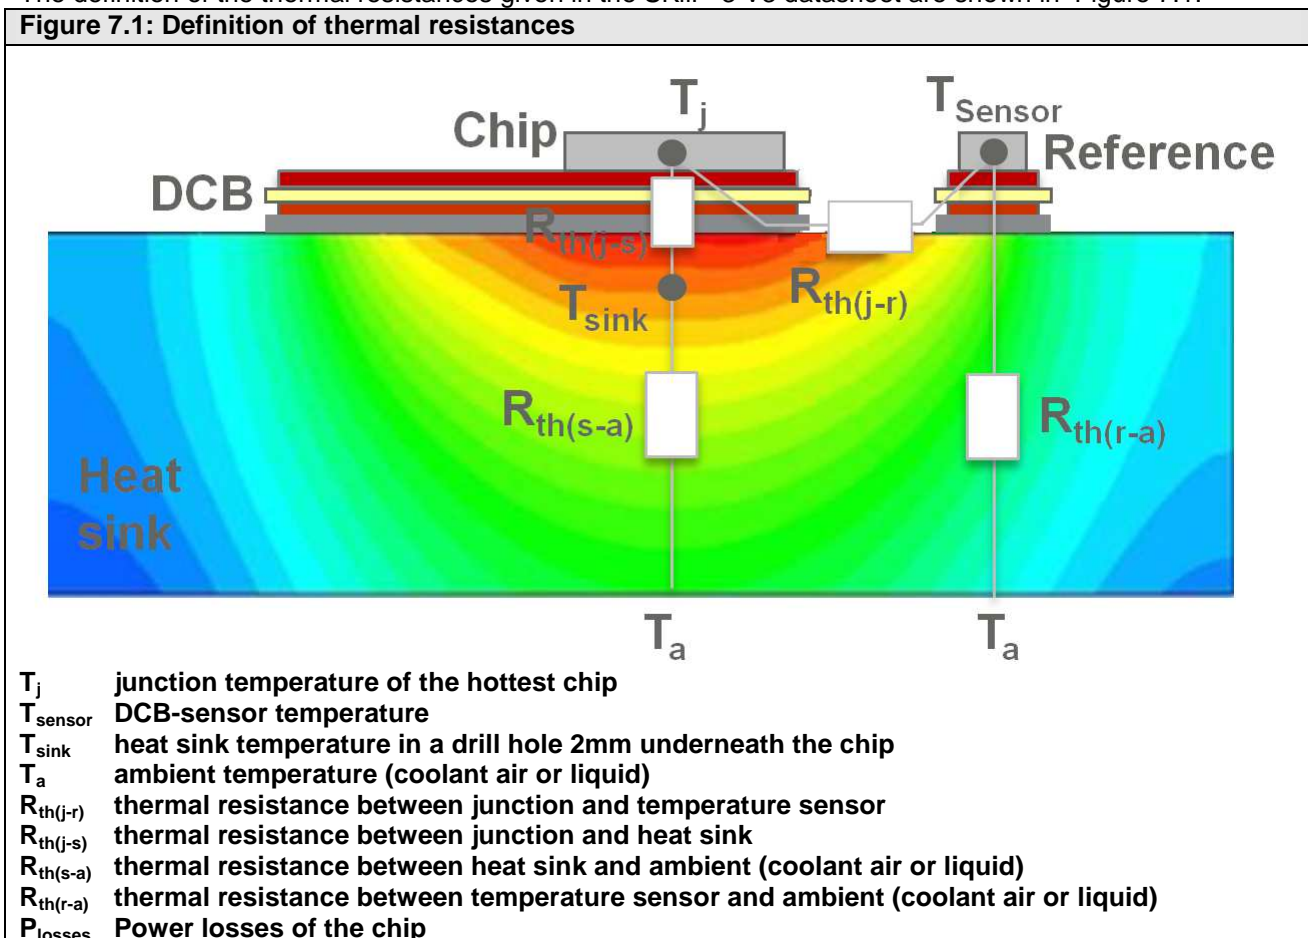 Figure 7.1: Definition of thermal resistances
Tj
TSensor
Chip
Reference
DCB
Rth(j-s)
Rth(j-r)
Tsink
Rth(s-a)
Rth(r-a)
Heat
sink
Ta
Ta
Tj junction temperature of the hottest chip
Tsensor DCB-sensor temperature
Tsink heat sink temperature in a drill hole 2mm underneath the chip
Ta ambient temperature (coolant air or liquid)
Rth(j-r) thermal resistance between junction and temperature sensor
Rth(j-s) thermal resistance between junction and heat sink
Rth(s-a) thermal resistance between heat sink and ambient (coolant air or liquid)
Rth(r-a) thermal resistance between temperature sensor and ambient (coolant air or liquid)
Plosses Power losses of the chip